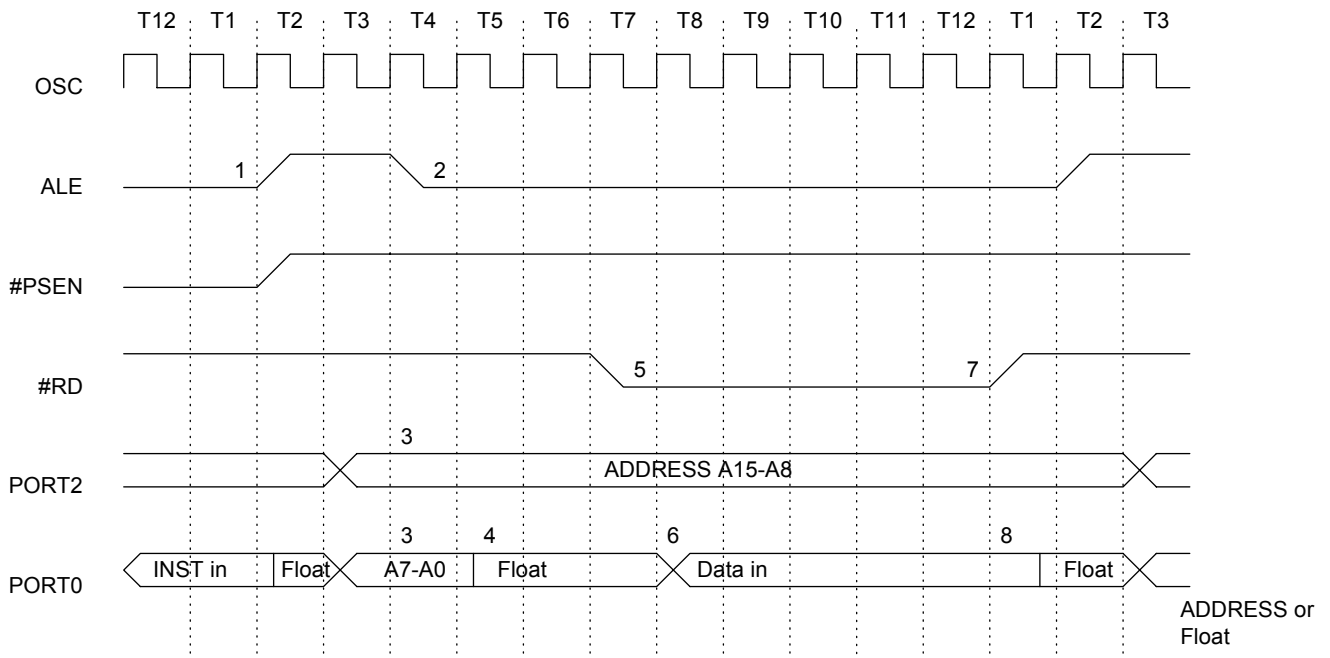 T12 T1 T2 T3 T4 T5 T6 T7 T8 T9 T10 T11 T12 T1 T2 T3
OSC
1 2
ALE
#PSEN
5 7
#RD
3
ADDRESS A15-A8
PORT2
3 4 6 8
INST in Float A7-A0 Float Data in Float
PORT0
ADDRESS or
Float